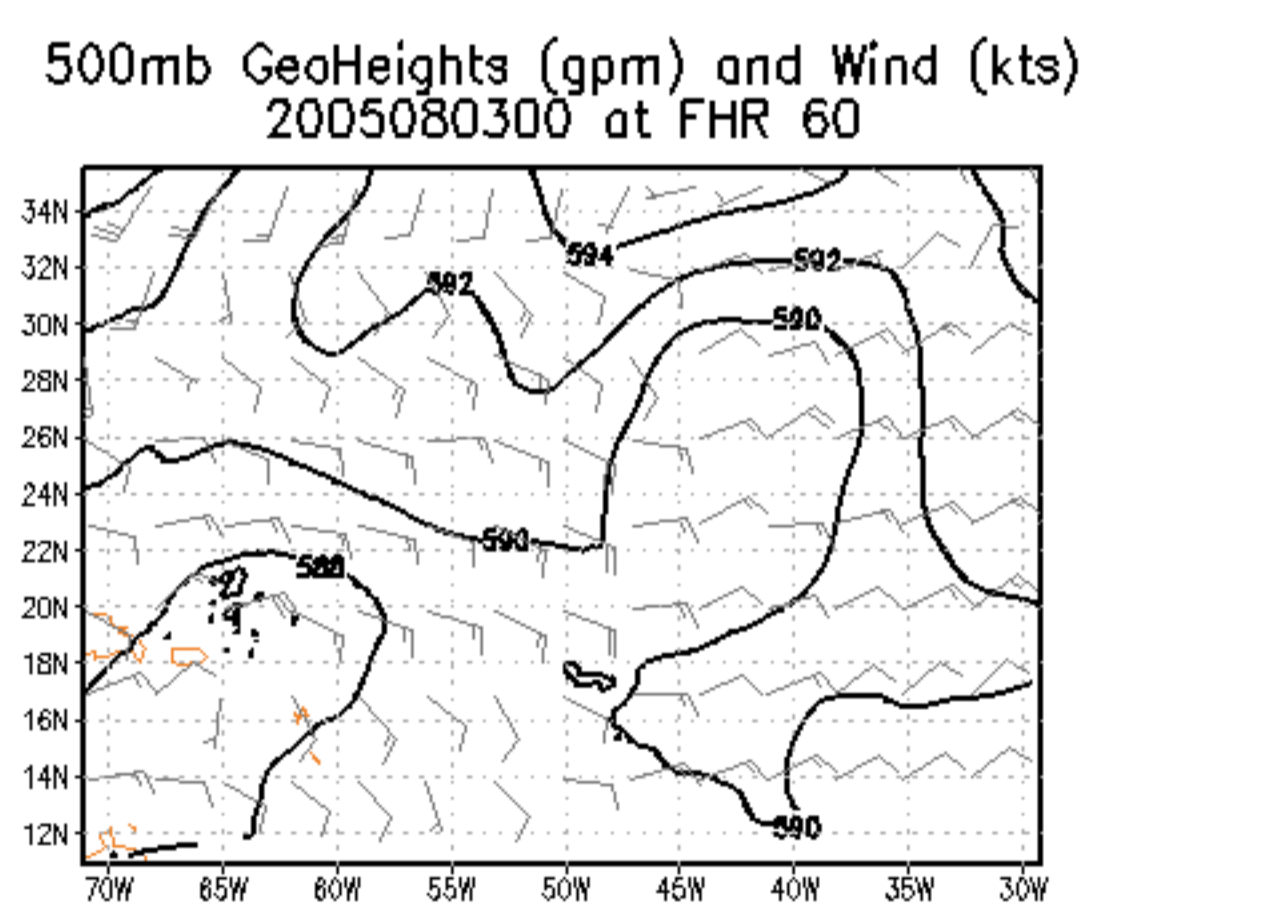 500mb GeoHeights (gpm) and Wind (kts)
2005080300 at FHR 60
34N
594
32N
592
592
30N
590
28N
26N
24N
22N
590
588
20N
18N
16N
14N
12N
590
70W 65W 60W 55W 50W 45W 40W 35W 30W